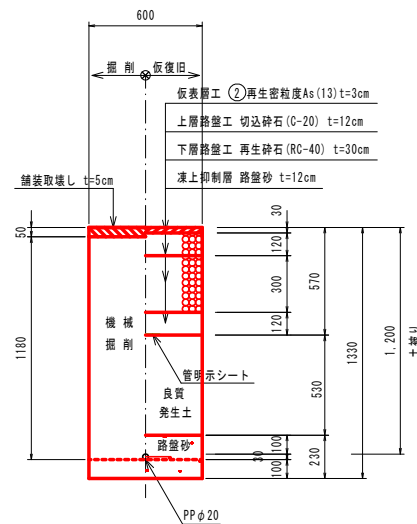 600
掘 削
仮復旧
仮表層工 ②再生密粒度As(13)t=3cm
上層路盤工 切込砕石(C-20) t=12cm
下層路盤工 再生砕石(RC-40) t=30cm
舗装取壊し t=5cm
凍上抑制層 路盤砂 t=12cm
50
30
120
300
120
570
機 械
掘 削
1180
1330
1,200
管明示シート
良質
発生土
530
路盤砂
30
100
100
230
PPφ20